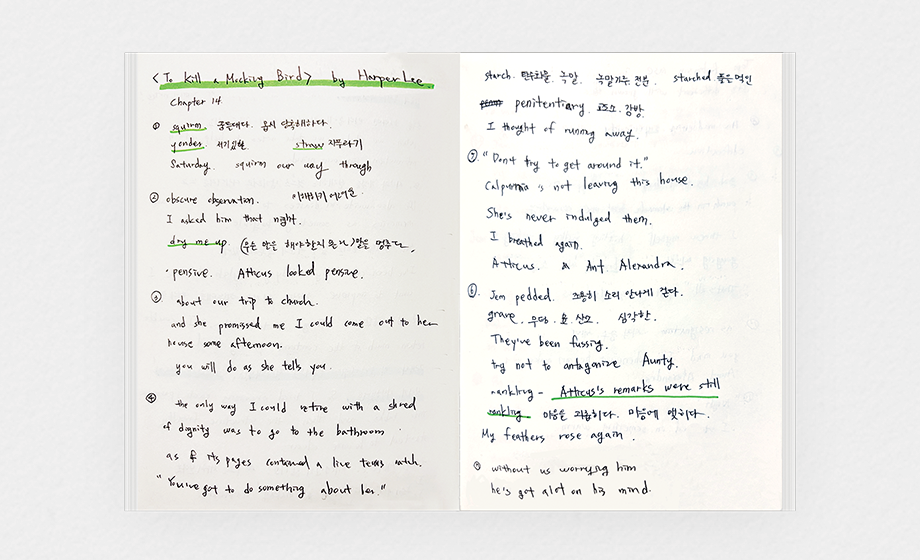 <To Kill a Mocking Bird> by Harper Lee
Chapter 14
① squirm 꿈틀대다. 몹시 당혹해하다.
yonder. 저기있는 straw 지푸라기
Saturday. squirm our way through
② obscure observation. 이해하기 어려운
I asked him that night.
dry me up. (우는 말은 해야할지 몰라) 말을 멈추다.
· pensive. Atticus looked pensive.
③ about our trip to church.
and she promised me I could come out to her
house some afternoon.
you will do as she tells you.
④ the only way I could retire with a shred
of dignity was to go to the bathroom
as if its pages contained a live
"You've got to do something about her."
starch. 탄수화물. 녹말. 녹말가루. 전분. starched 풀을 먹인
penitentiary. 교도소. 감방.
I thought of running away.
⑦ "Don't try to get around it."
Calpurnia is not leaving this house.
She's never indulged them.
I breathed again.
Atticus. & Ant Alexandra.
⑧ Jem pedded. 조용히 소리 안나게 걷다.
grave. 무덤. 묘. 산소. 심각한.
They've been fussing.
try not to antagonize Aunty.
rankling - Atticus's remarks were still
rankling 마음을 괴롭히다. 마음에 맺히다.
My feathers rose again.
⑨ without us worrying him
he's got alot on his mind.